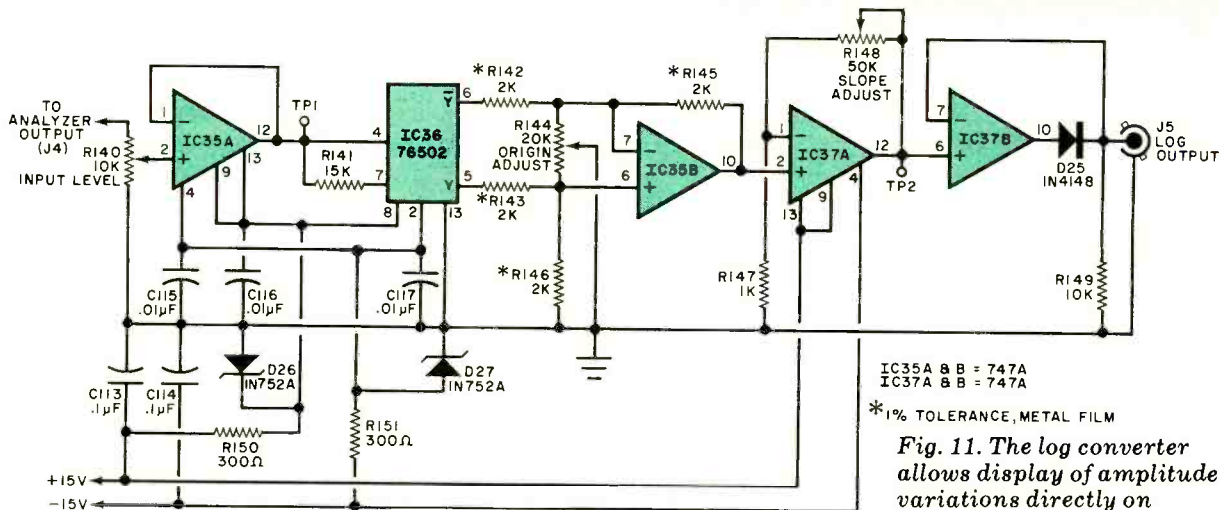 TO
ANALYZER
OUTPUT
(J4)
R140
10K
INPUT
LEVEL
1
2
IC35A
12
13
9
4
TP1
R141
15K
4
7
8
2
13
IC36
76502
Y̅
6
Y
5
*R142
2K
*R143
2K
R144
20K
ORIGIN
ADJUST
*R145
2K
7
6
IC35B
10
*R146
2K
R148
50K
SLOPE
ADJUST
1
2
IC37A
12
4
13
9
TP2
R147
1K
7
6
IC37B
10
D25
IN4148
J5
LOG
OUTPUT
R149
10K
C115
.01µF
C116
.01µF
C117
.01µF
C113
.1µF
C114
.1µF
D26
IN752A
D27
IN752A
R150
300Ω
R151
300Ω
+15V
-15V
IC35A & B = 747A
IC37A & B = 747A
*1% TOLERANCE, METAL FILM
Fig. 11. The log converter
allows display of amplitude
variations directly on